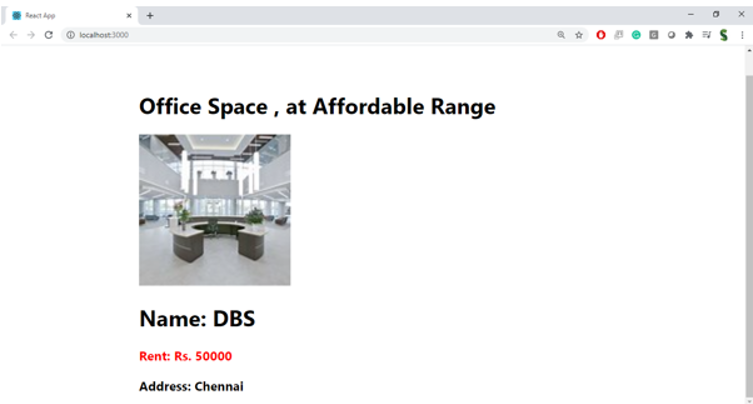 React App
localhost:3000
Office Space , at Affordable Range
Name: DBS
Rent: Rs. 50000
Address: Chennai